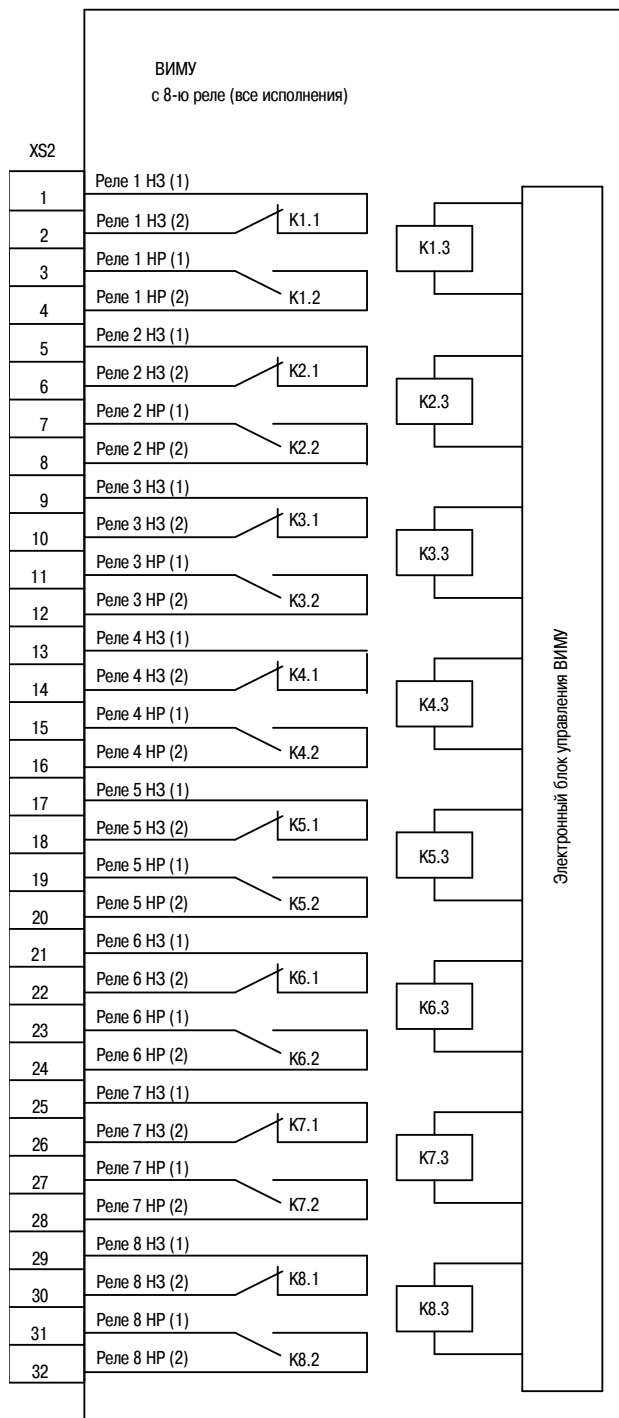 ВИМУ
с 8-ю реле (все исполнения)
XS2
1 Реле 1 НЗ (1)
2 Реле 1 НЗ (2) K1.1
3 Реле 1 НР (1)
4 Реле 1 НР (2) K1.2
K1.3
5 Реле 2 НЗ (1)
6 Реле 2 НЗ (2) K2.1
7 Реле 2 НР (1)
8 Реле 2 НР (2) K2.2
K2.3
9 Реле 3 НЗ (1)
10 Реле 3 НЗ (2) K3.1
11 Реле 3 НР (1)
12 Реле 3 НР (2) K3.2
K3.3
13 Реле 4 НЗ (1)
14 Реле 4 НЗ (2) K4.1
15 Реле 4 НР (1)
16 Реле 4 НР (2) K4.2
K4.3
17 Реле 5 НЗ (1)
18 Реле 5 НЗ (2) K5.1
19 Реле 5 НР (1)
20 Реле 5 НР (2) K5.2
K5.3
21 Реле 6 НЗ (1)
22 Реле 6 НЗ (2) K6.1
23 Реле 6 НР (1)
24 Реле 6 НР (2) K6.2
K6.3
25 Реле 7 НЗ (1)
26 Реле 7 НЗ (2) K7.1
27 Реле 7 НР (1)
28 Реле 7 НР (2) K7.2
K7.3
29 Реле 8 НЗ (1)
30 Реле 8 НЗ (2) K8.1
31 Реле 8 НР (1)
32 Реле 8 НР (2) K8.2
K8.3
Электронный блок управления ВИМУ